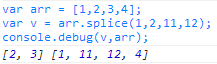 var arr = [1,2,3,4];
var v = arr.splice(1,2,11,12);
console.debug(v,arr);
[2, 3] [1, 11, 12, 4]